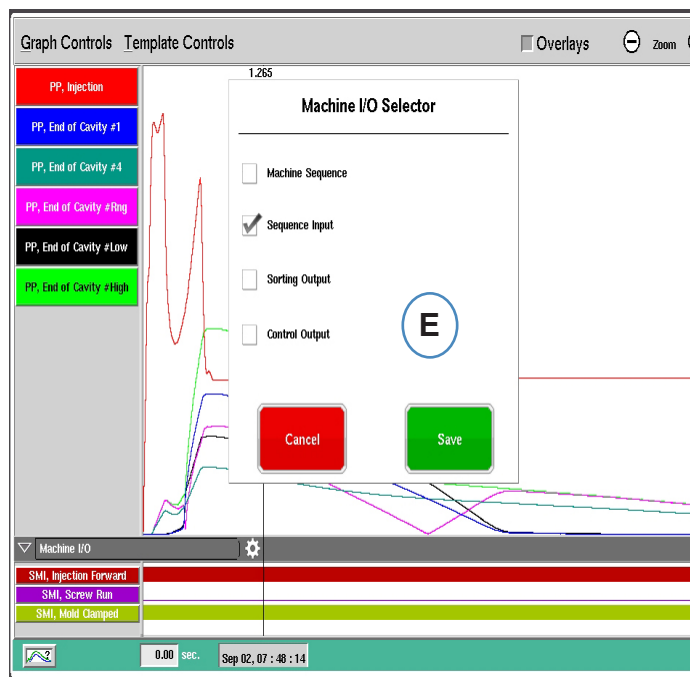 Graph Controls Template Controls Overlays Zoom
1.265
PP, Injection
PP, End of Cavity #1
PP, End of Cavity #4
PP, End of Cavity #Rng
PP, End of Cavity #Low
PP, End of Cavity #High
Machine I/O Selector
Machine Sequence
Sequence Input
Sorting Output
Control Output
E
Cancel Save
Machine I/O
SMI, Injection Forward
SMI, Screw Run
SMI, Mold Clamped
0.00 sec. Sep 02, 07 : 48 : 14